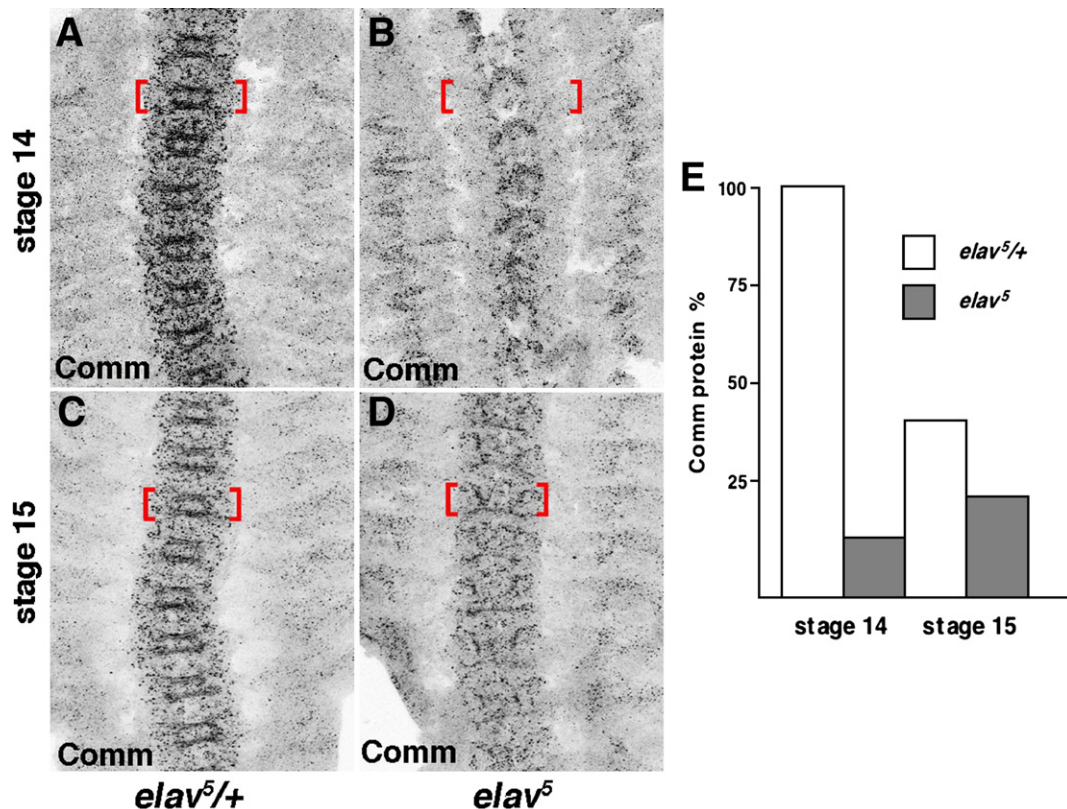 A
B
stage 14
Comm
Comm
C
D
stage 15
Comm
Comm
elav5/+
elav5
E
100
75
50
25
Comm protein %
elav5/+
elav5
stage 14
stage 15